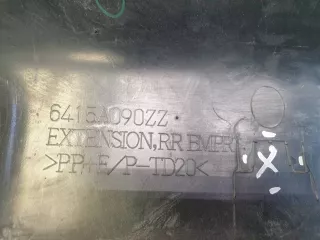 6415A090ZZ
EXTENSION,RR BMPR
>PP+E/P-TD20<